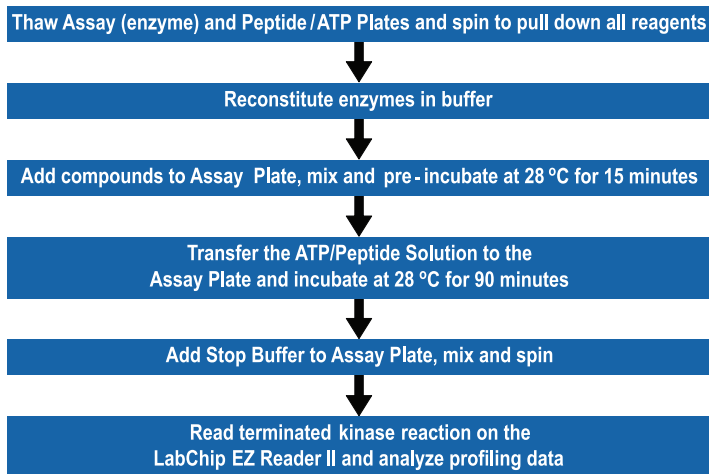 Thaw Assay (enzyme) and Peptide/ATP Plates and spin to pull down all reagents
Reconstitute enzymes in buffer
Add compounds to Assay Plate, mix and pre-incubate at 28 ºC for 15 minutes
Transfer the ATP/Peptide Solution to the
Assay Plate and incubate at 28 ºC for 90 minutes
Add Stop Buffer to Assay Plate, mix and spin
Read terminated kinase reaction on the
LabChip EZ Reader II and analyze profiling data